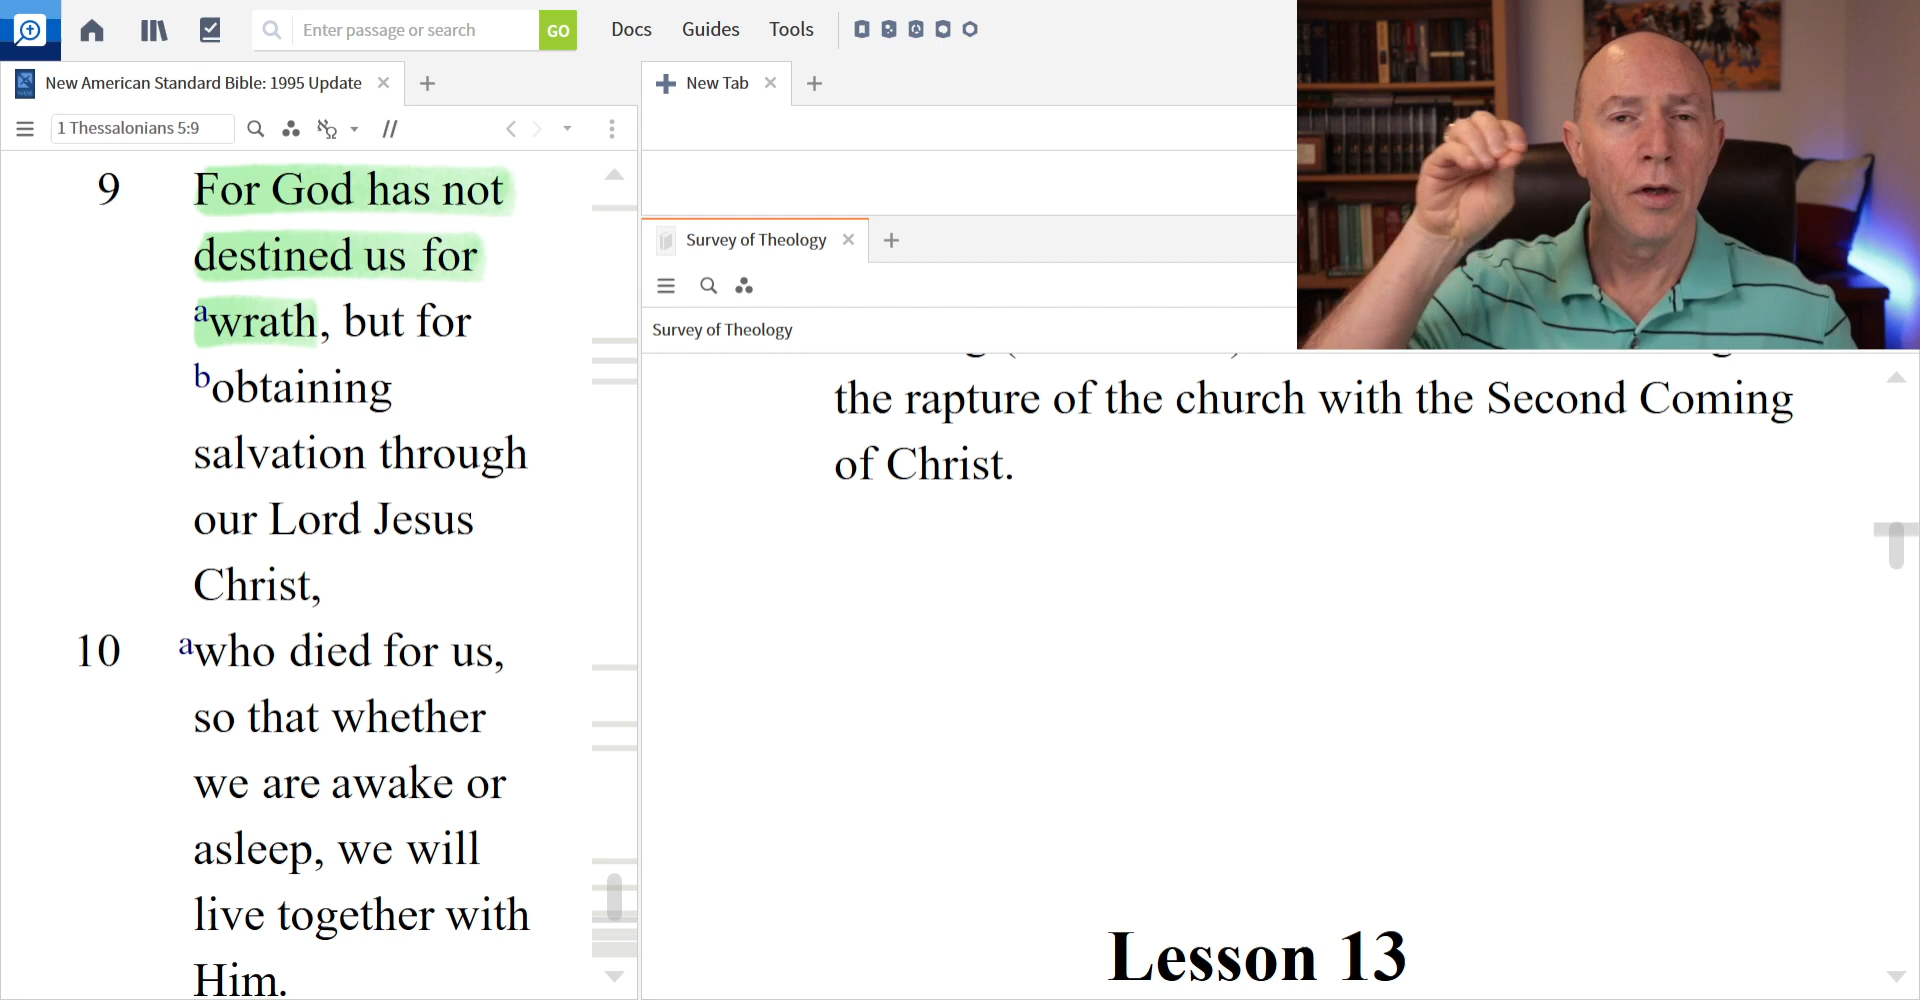 Enter passage or search
GO
Docs
Guides
Tools
New American Standard Bible: 1995 Update
New Tab
1 Thessalonians 5:9
9 For God has not
destined us for
ᵃwrath, but for
ᵇobtaining
salvation through
our Lord Jesus
Christ,
10 ᵃwho died for us,
so that whether
we are awake or
asleep, we will
live together with
Him.
Survey of Theology
Survey of Theology
the rapture of the church with the Second Coming
of Christ.
Lesson 13